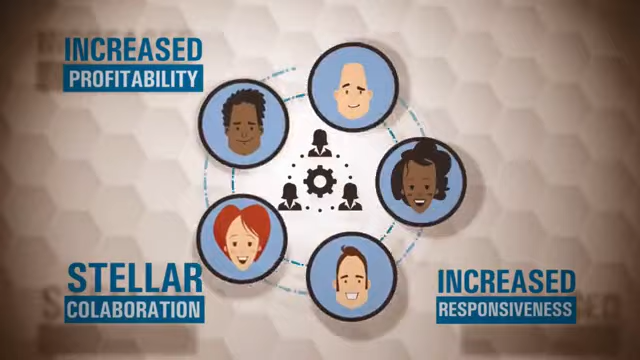 INCREASED
PROFITABILITY
STELLAR
COLABORATION
INCREASED
RESPONSIVENESS